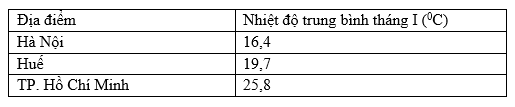 Địa điểm Nhiệt độ trung bình tháng I (⁰C)
Hà Nội 16,4
Huế 19,7
TP. Hồ Chí Minh 25,8